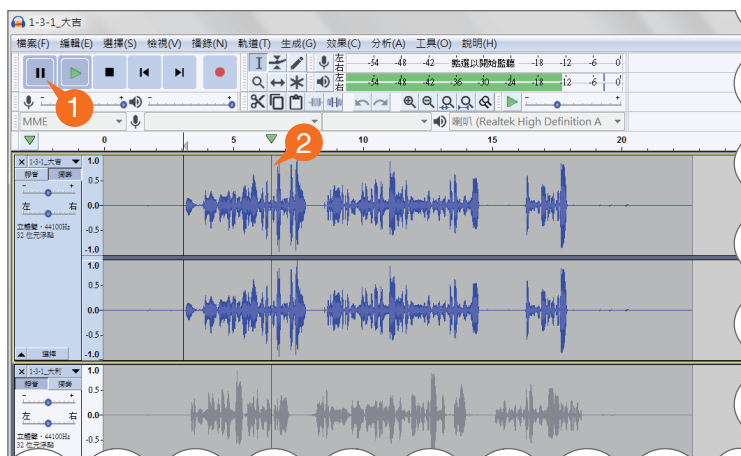 1-3-1_大吉
檔案(F) 編輯(E) 選擇(S) 檢視(V) 播錄(N) 軌道(T) 生成(G) 效果(C) 分析(A) 工具(O) 說明(H)
左 右 -54 -48 -42 點選以開始監聽 -18 -12 -6 0
左 右 -54 -48 -42 -36 -30 -24 -18 -12 -6 0
1
MME 喇叭 (Realtek High Definition A
0 5 10 15 20
2
1-3-1_大吉 1.0
靜音 獨奏
0.5
左 右 0.0
立體聲, 44100Hz
32 位元浮點
-0.5
-1.0
1.0
0.5
0.0
-0.5
選擇 -1.0
1-3-1_大利 1.0
靜音 獨奏
0.5
左 右 0.0
立體聲, 44100Hz
32 位元浮點
-0.5